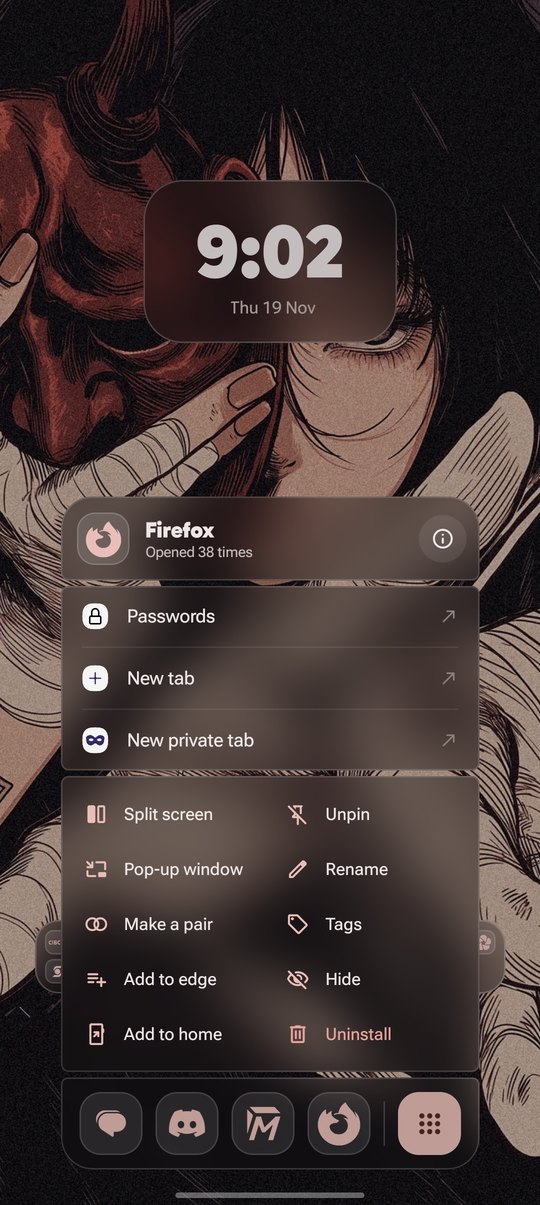 9:02
Thu 19 Nov
Firefox
Opened 38 times
Passwords
New tab
New private tab
Split screen
Unpin
Pop-up window
Rename
Make a pair
Tags
CIBC
Add to edge
Hide
Add to home
Uninstall